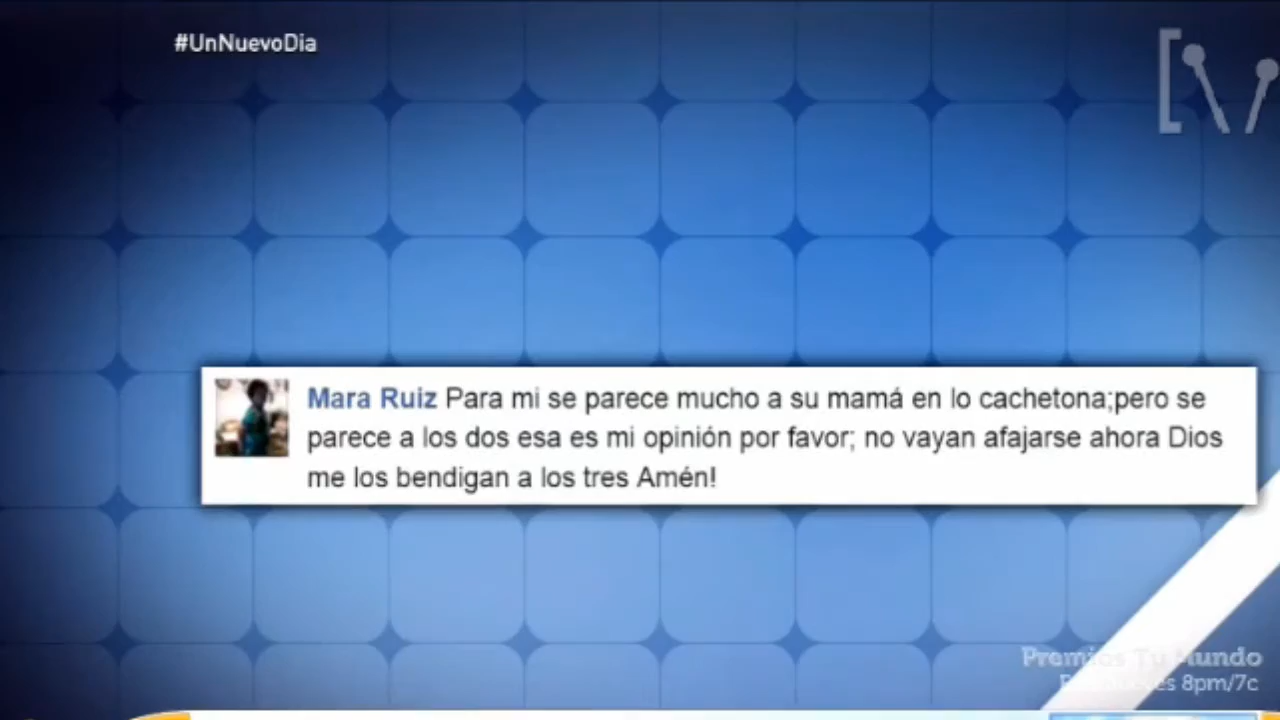 #UnNuevoDia
Mara Ruiz Para mi se parece mucho a su mamá en lo cachetona;pero se
parece a los dos esa es mi opinión por favor; no vayan afajarse ahora Dios
me los bendigan a los tres Amén!
Premios Tu Mundo
8pm/7c